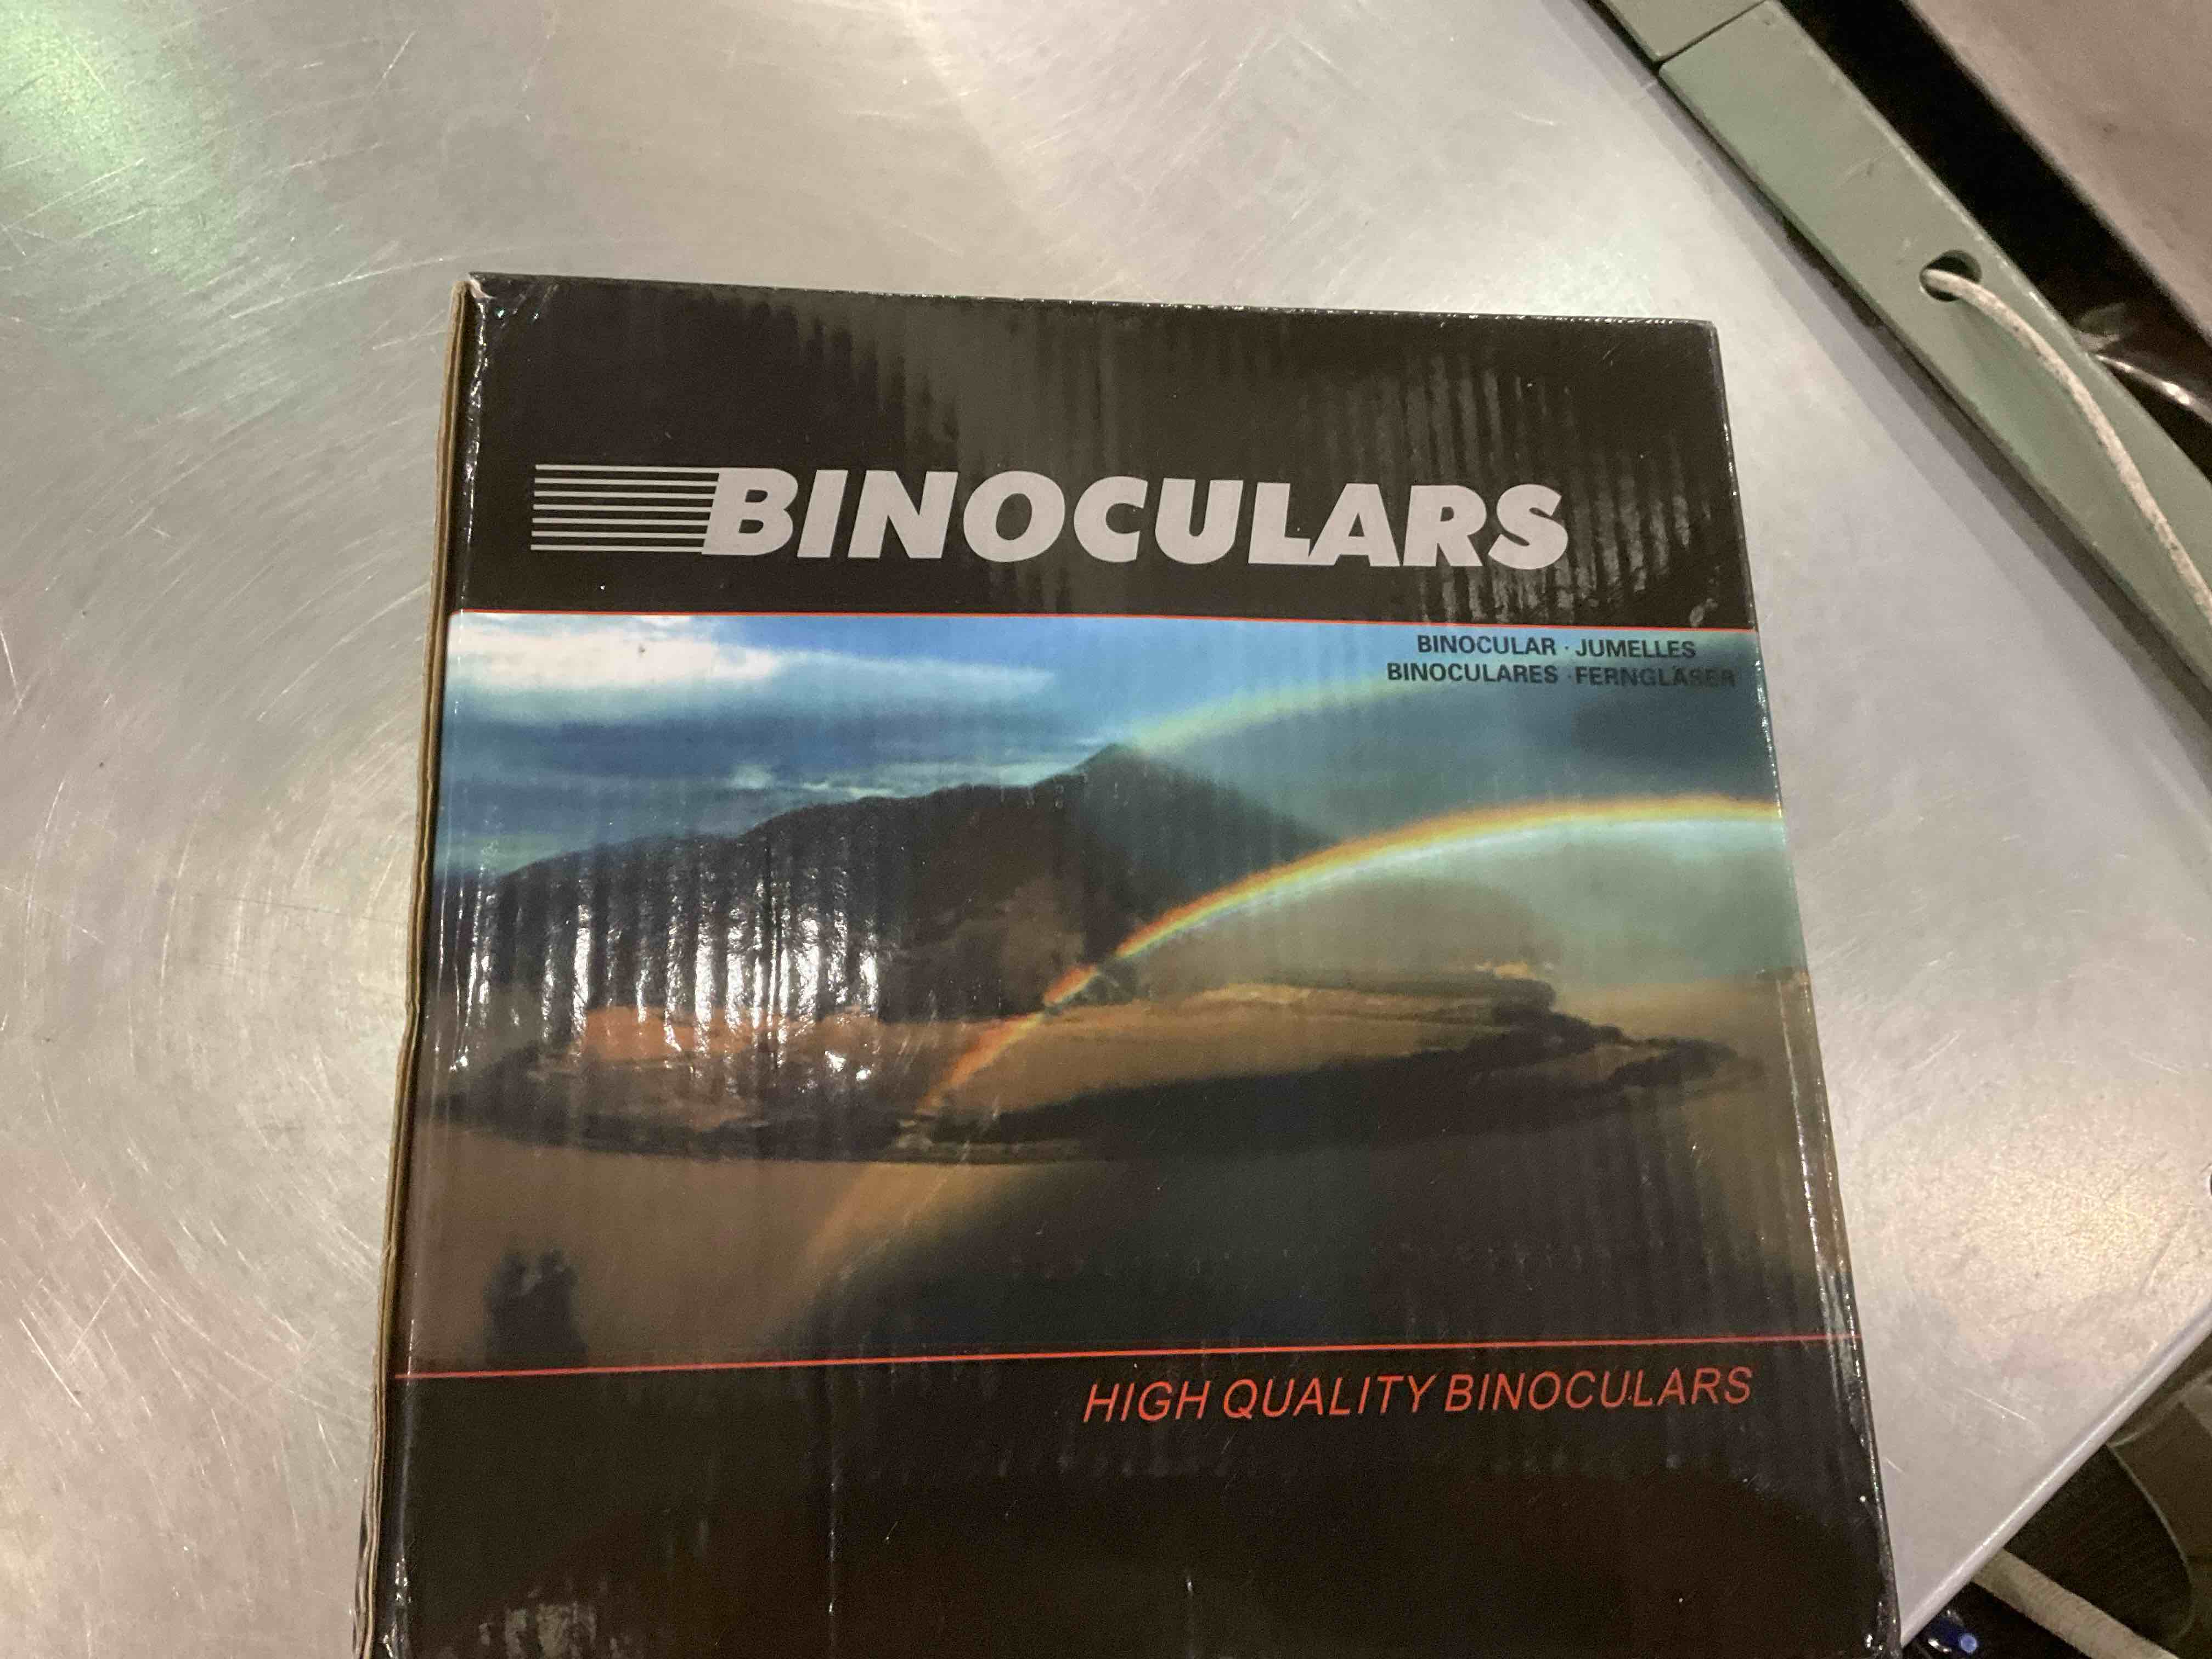 BINOCULARS
BINOCULAR · JUMELLES
BINOCULARES · FERNGLÄSER
HIGH QUALITY BINOCULARS